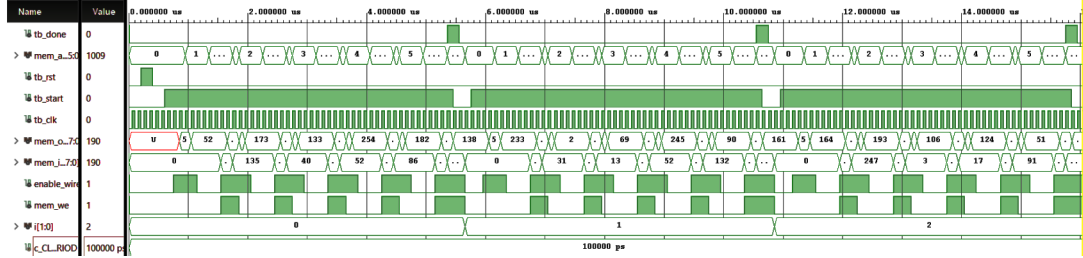 Name Value 0.000000 us 2.000000 us 4.000000 us 6.000000 us 8.000000 us 10.000000 us 12.000000 us 14.000000 us
tb_done 0
mem_a...5:0 1009 0 1 ... 2 ... 3 ... 4 ... 5 ... .. 0 1 ... 2 ... 3 ... 4 ... 5 ... .. 0 1 ... 2 ... 3 ... 4 ... 5 ... ..
tb_rst 0
tb_start 0
tb_clk 0
mem_o...7:0 190 U 5 52 . . 173 . . 133 . . 254 . . 182 . . 138 5 233 . . 2 . . 69 . . 245 . . 90 . . 161 5 164 . . 193 . . 106 . . 124 . . 51 . .
mem_i...7:0] 190 0 . 135 . 40 . 52 . 86 . .. 0 . 31 . 13 . 52 . 132 . .. 0 . 247 . 3 . 17 . 91 . ..
enable_wire 1
mem_we 1
i[1:0] 2 0 1 2
c_CL...RIOD 100000 ps 100000 ps